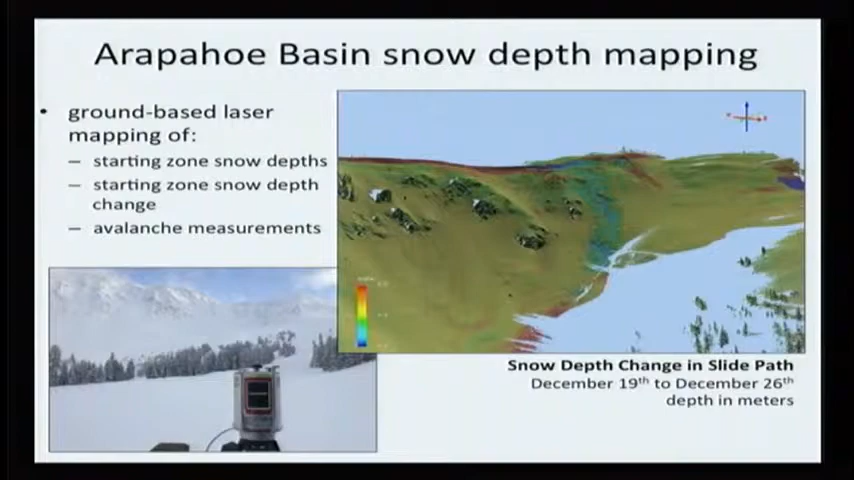 Arapahoe Basin snow depth mapping
• ground-based laser
mapping of:
– starting zone snow depths
– starting zone snow depth
change
– avalanche measurements
Snow Depth Change in Slide Path
December 19th to December 26th
depth in meters